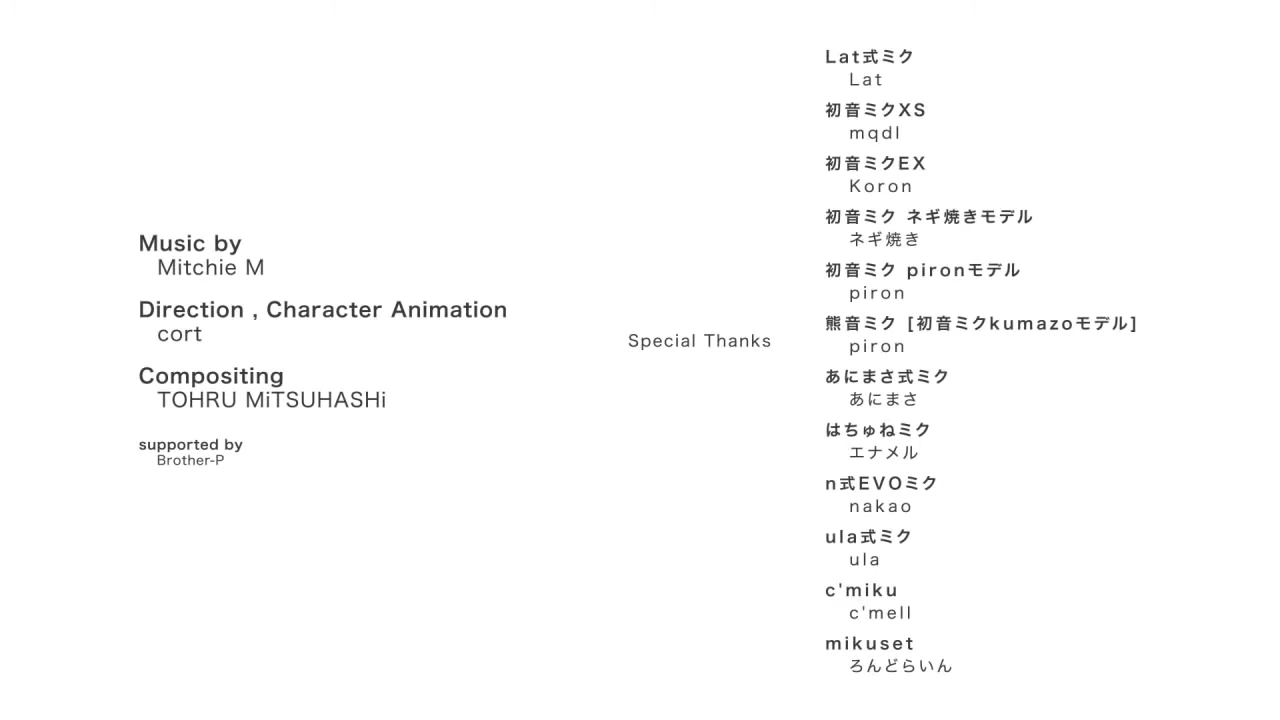 Music by
Mitchie M
Direction , Character Animation
cort
Compositing
TOHRU MiTSUHASHi
supported by
Brother-P
Special Thanks
Lat式ミク
Lat
初音ミクXS
mqdl
初音ミクEX
Koron
初音ミク ネギ焼きモデル
ネギ焼き
初音ミク pironモデル
piron
熊音ミク [初音ミクkumazoモデル]
piron
あにまさ式ミク
あにまさ
はちゅねミク
エナメル
n式EVOミク
nakao
ula式ミク
ula
c'miku
c'mell
mikuset
ろんどらいん